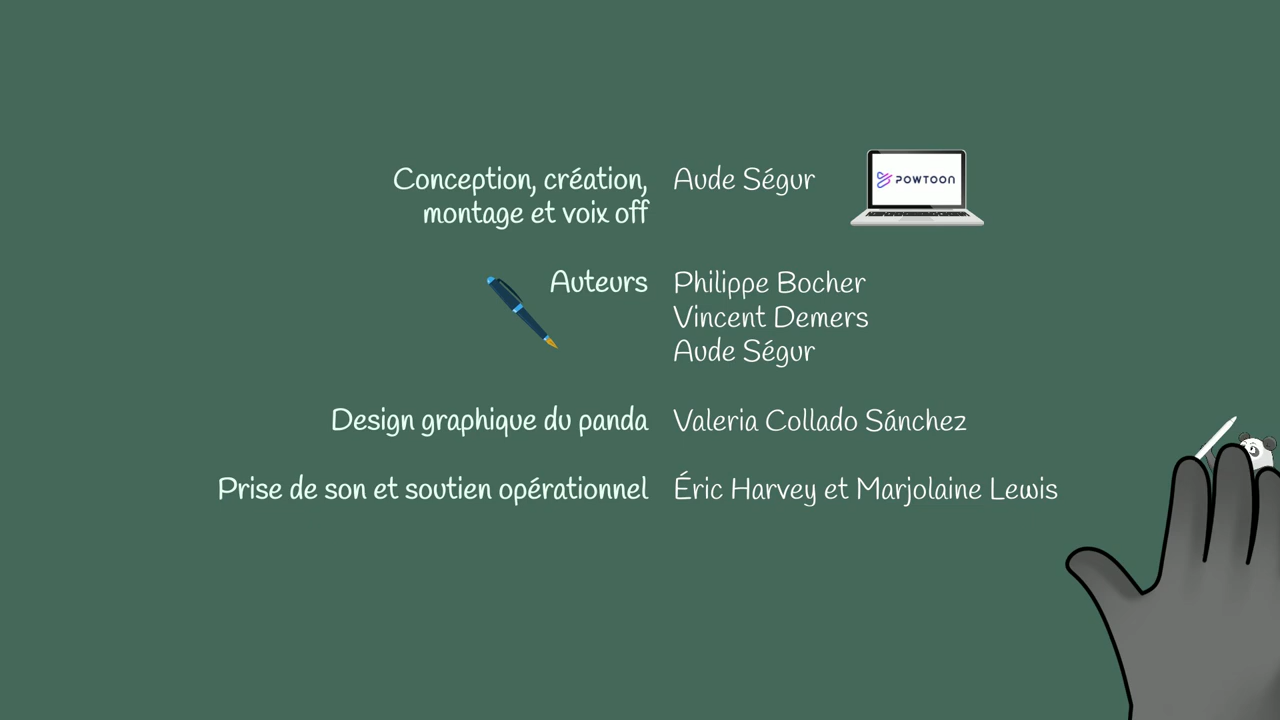 Conception, création, Aude Ségur
montage et voix off
POWTOON
Auteurs Philippe Bocher
Vincent Demers
Aude Ségur
Design graphique du panda Valeria Collado Sánchez
Prise de son et soutien opérationnel Éric Harvey et Marjolaine Lewis